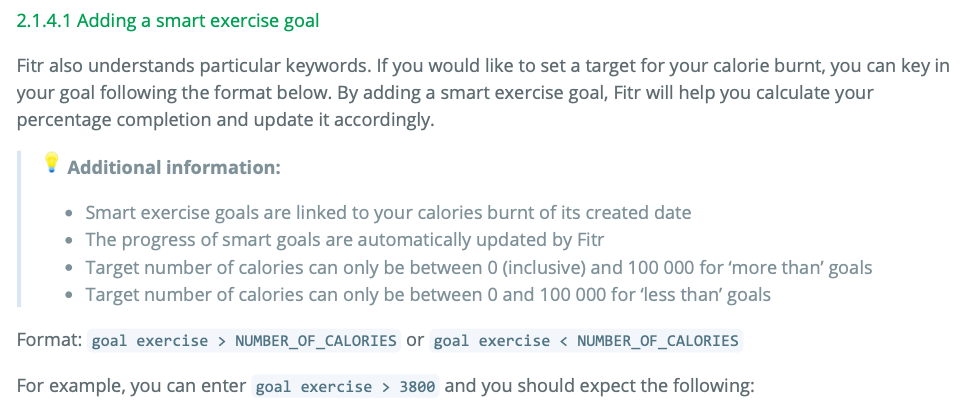 2.1.4.1 Adding a smart exercise goal
Fitr also understands particular keywords. If you would like to set a target for your calorie burnt, you can key in
your goal following the format below. By adding a smart exercise goal, Fitr will help you calculate your
percentage completion and update it accordingly.
💡 Additional information:
• Smart exercise goals are linked to your calories burnt of its created date
• The progress of smart goals are automatically updated by Fitr
• Target number of calories can only be between 0 (inclusive) and 100 000 for ‘more than’ goals
• Target number of calories can only be between 0 and 100 000 for ‘less than’ goals
Format: goal exercise > NUMBER_OF_CALORIES or goal exercise < NUMBER_OF_CALORIES
For example, you can enter goal exercise > 3800 and you should expect the following: